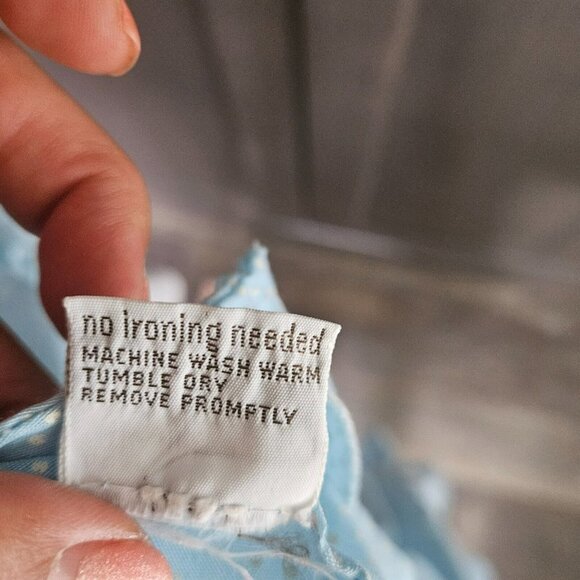 no ironing needed
MACHINE WASH WARM
TUMBLE DRY
REMOVE PROMPTLY